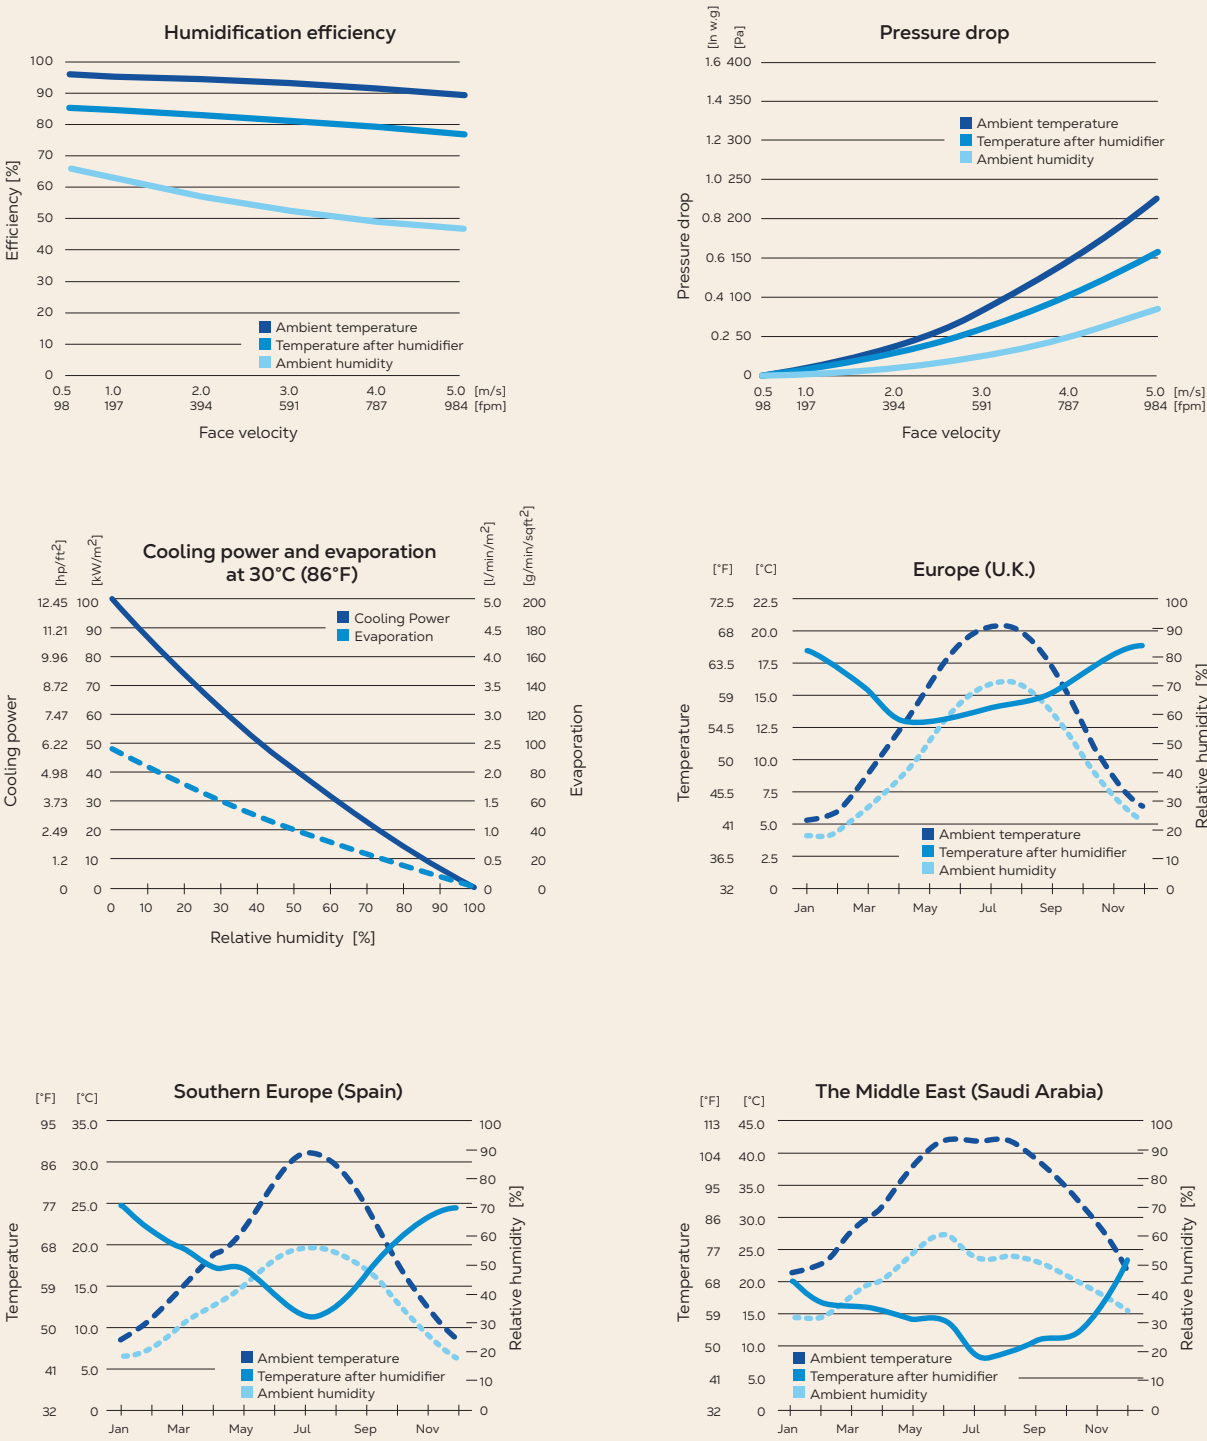 Humidification efficiency
Efficiency [%]
100
90
80
70
60
50
40
30
20
10
0
Ambient temperature
Temperature after humidifier
Ambient humidity
0.5 1.0 2.0 3.0 4.0 5.0 [m/s]
98 197 394 591 787 984 [fpm]
Face velocity
Pressure drop
[In w.g] [Pa]
Pressure drop
1.6 400
1.4 350
1.2 300
1.0 250
0.8 200
0.6 150
0.4 100
0.2 50
0
Ambient temperature
Temperature after humidifier
Ambient humidity
0.5 1.0 2.0 3.0 4.0 5.0 [m/s]
98 197 394 591 787 984 [fpm]
Face velocity
Cooling power and evaporation
at 30°C (86°F)
[hp/ft²] [kW/m²] [l/min/m²] [g/min/sqft²]
Cooling power
Evaporation
12.45 100 5.0 200
11.21 90 4.5 180
9.96 80 4.0 160
8.72 70 3.5 140
7.47 60 3.0 120
6.22 50 2.5 100
4.98 40 2.0 80
3.73 30 1.5 60
2.49 20 1.0 40
1.2 10 0.5 20
0 0 0 0
Cooling Power
Evaporation
0 10 20 30 40 50 60 70 80 90 100
Relative humidity [%]
Europe (U.K.)
[°F] [°C]
Temperature
Relative humidity [%]
72.5 22.5 100
68 20.0 90
63.5 17.5 80
59 15.0 70
54.5 12.5 60
50 10.0 50
45.5 7.5 40
41 5.0 30
36.5 2.5 20
32 0 10
0
Ambient temperature
Temperature after humidifier
Ambient humidity
Jan Mar May Jul Sep Nov
Southern Europe (Spain)
[°F] [°C]
Temperature
Relative humidity [%]
95 35.0 100
86 30.0 90
77 25.0 80
68 20.0 70
59 15.0 60
50 10.0 50
41 5.0 40
32 0 30
20
10
0
Ambient temperature
Temperature after humidifier
Ambient humidity
Jan Mar May Jul Sep Nov
The Middle East (Saudi Arabia)
[°F] [°C]
Temperature
Relative humidity [%]
113 45.0 100
104 40.0 90
95 35.0 80
86 30.0 70
77 25.0 60
68 20.0 50
59 15.0 40
50 10.0 30
41 5.0 20
32 0 10
0
Ambient temperature
Temperature after humidifier
Ambient humidity
Jan Mar May Jul Sep Nov